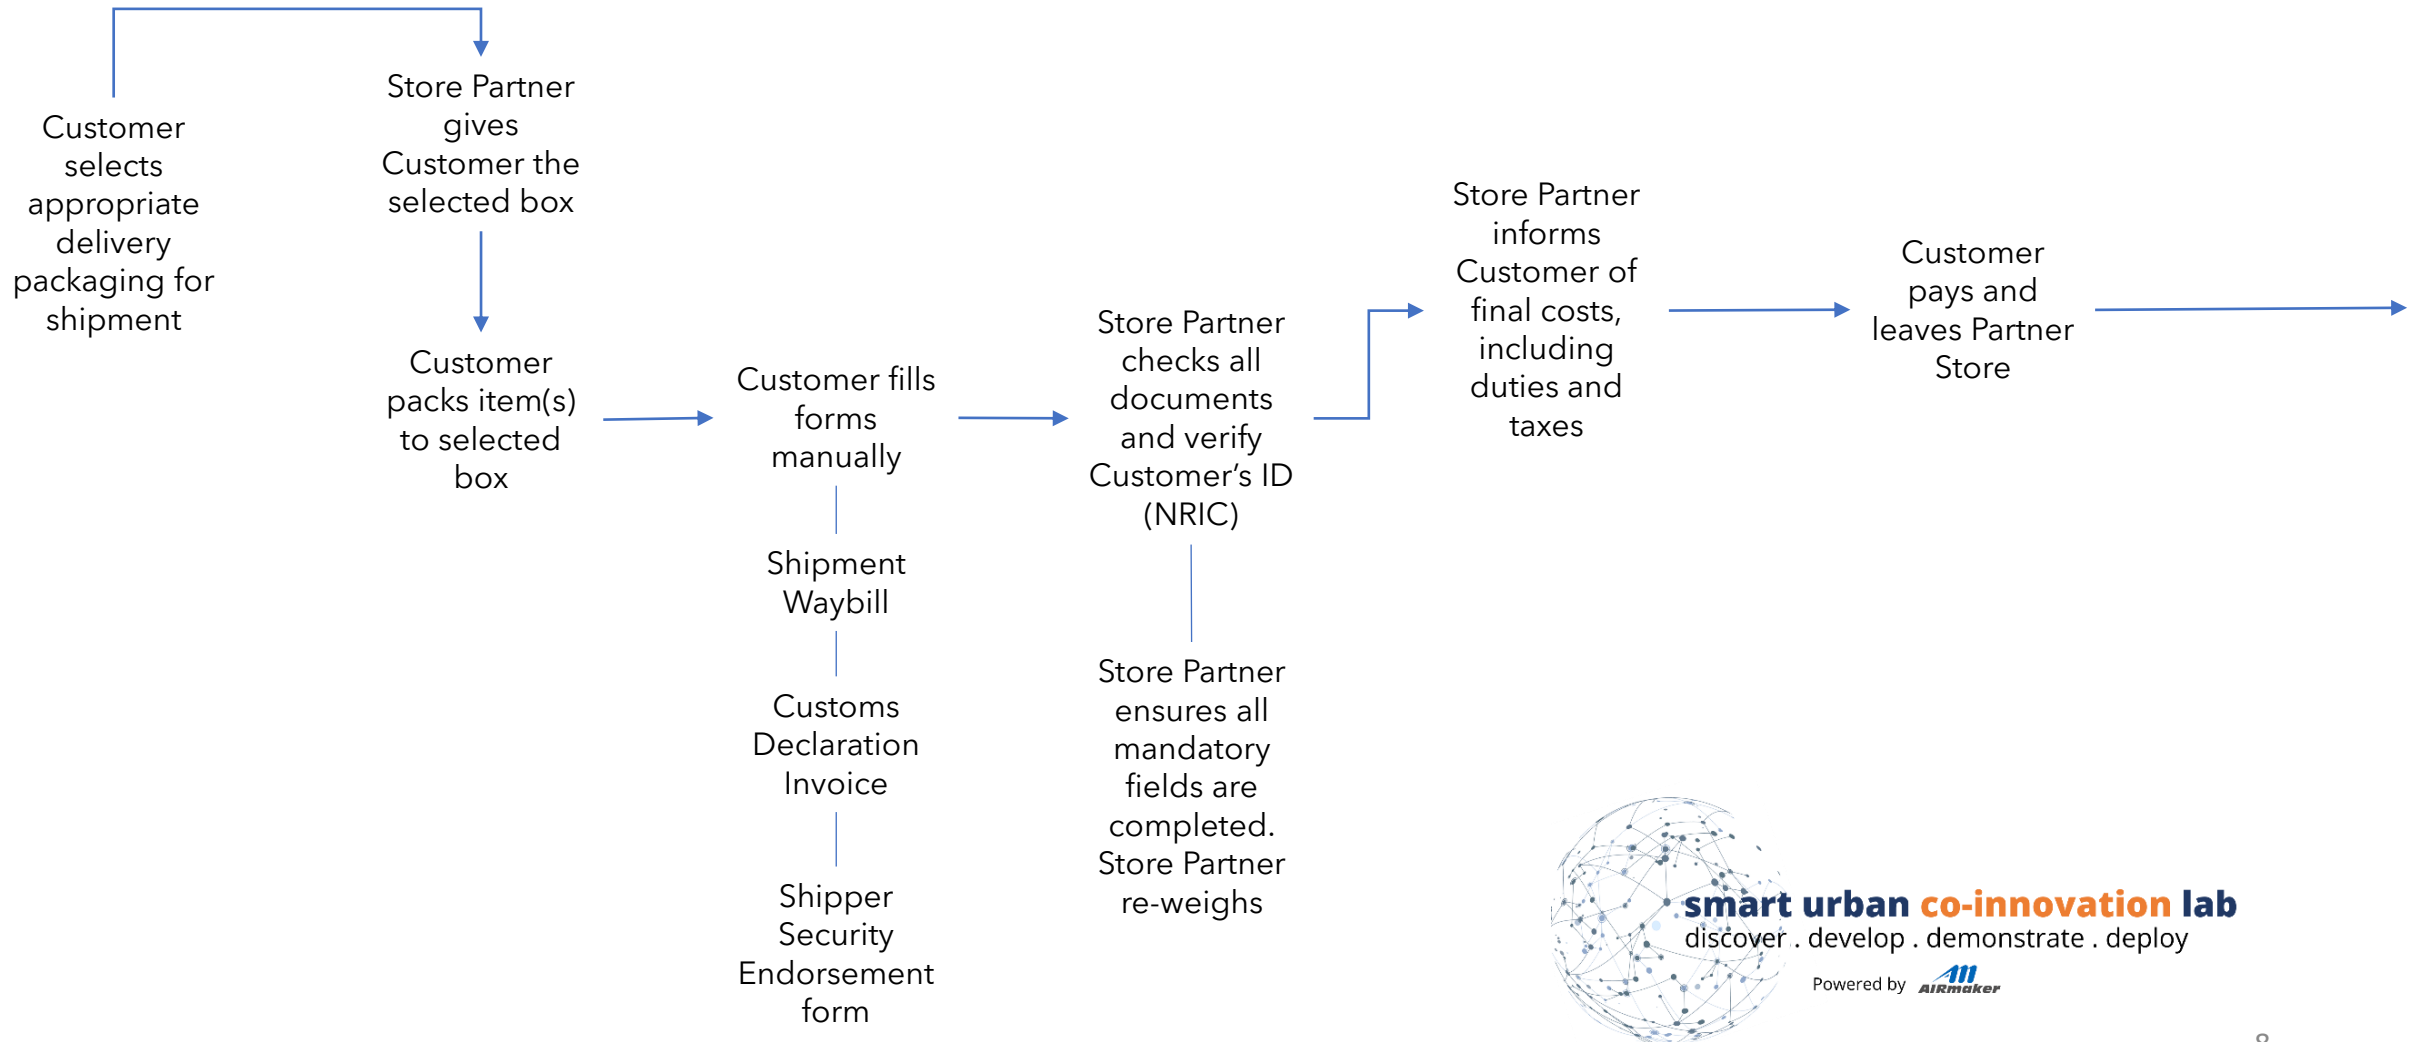 Customer
selects
appropriate
delivery
packaging for
shipment
Store Partner
gives
Customer the
selected box
Customer
packs item(s)
to selected
box
Customer fills
forms
manually
Shipment
Waybill
Customs
Declaration
Invoice
Shipper
Security
Endorsement
form
Store Partner
checks all
documents
and verify
Customer’s ID
(NRIC)
Store Partner
ensures all
mandatory
fields are
completed.
Store Partner
re-weighs
Store Partner
informs
Customer of
final costs,
including
duties and
taxes
Customer
pays and
leaves Partner
Store
smart urban co-innovation lab
discover . develop . demonstrate . deploy
Powered by AIRmaker